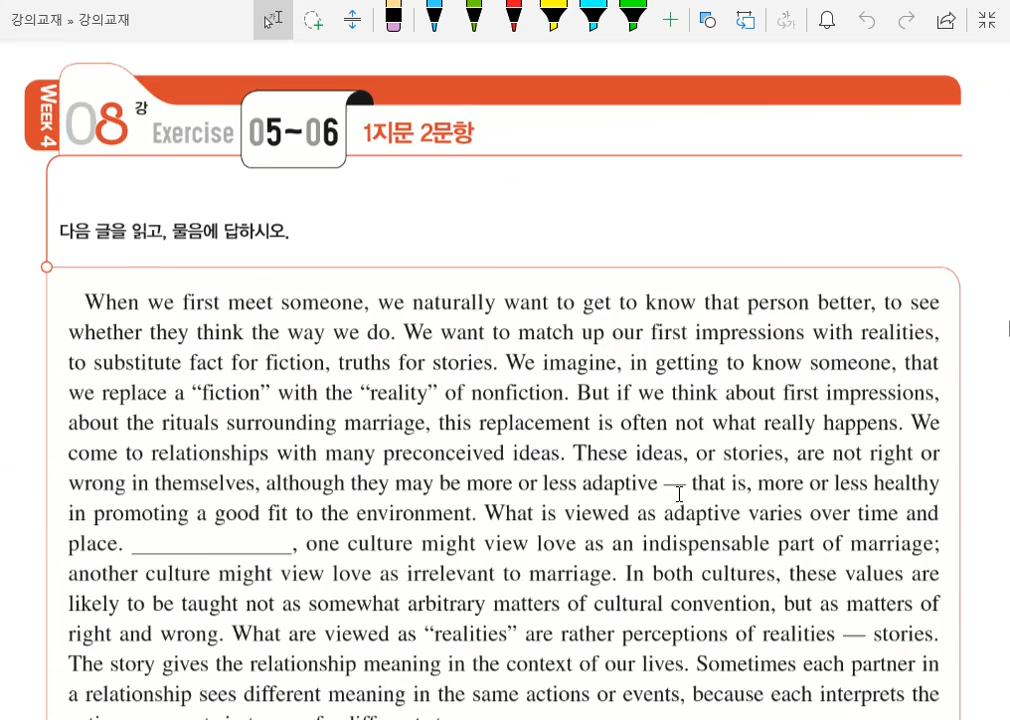 강의교재 » 강의교재
WEEK 4
08강 Exercise 05~06 1지문 2문항
다음 글을 읽고, 물음에 답하시오.
When we first meet someone, we naturally want to get to know that person better, to see
whether they think the way we do. We want to match up our first impressions with realities,
to substitute fact for fiction, truths for stories. We imagine, in getting to know someone, that
we replace a “fiction” with the “reality” of nonfiction. But if we think about first impressions,
about the rituals surrounding marriage, this replacement is often not what really happens. We
come to relationships with many preconceived ideas. These ideas, or stories, are not right or
wrong in themselves, although they may be more or less adaptive — that is, more or less healthy
in promoting a good fit to the environment. What is viewed as adaptive varies over time and
place. ______________, one culture might view love as an indispensable part of marriage;
another culture might view love as irrelevant to marriage. In both cultures, these values are
likely to be taught not as somewhat arbitrary matters of cultural convention, but as matters of
right and wrong. What are viewed as “realities” are rather perceptions of realities — stories.
The story gives the relationship meaning in the context of our lives. Sometimes each partner in
a relationship sees different meaning in the same actions or events, because each interprets the